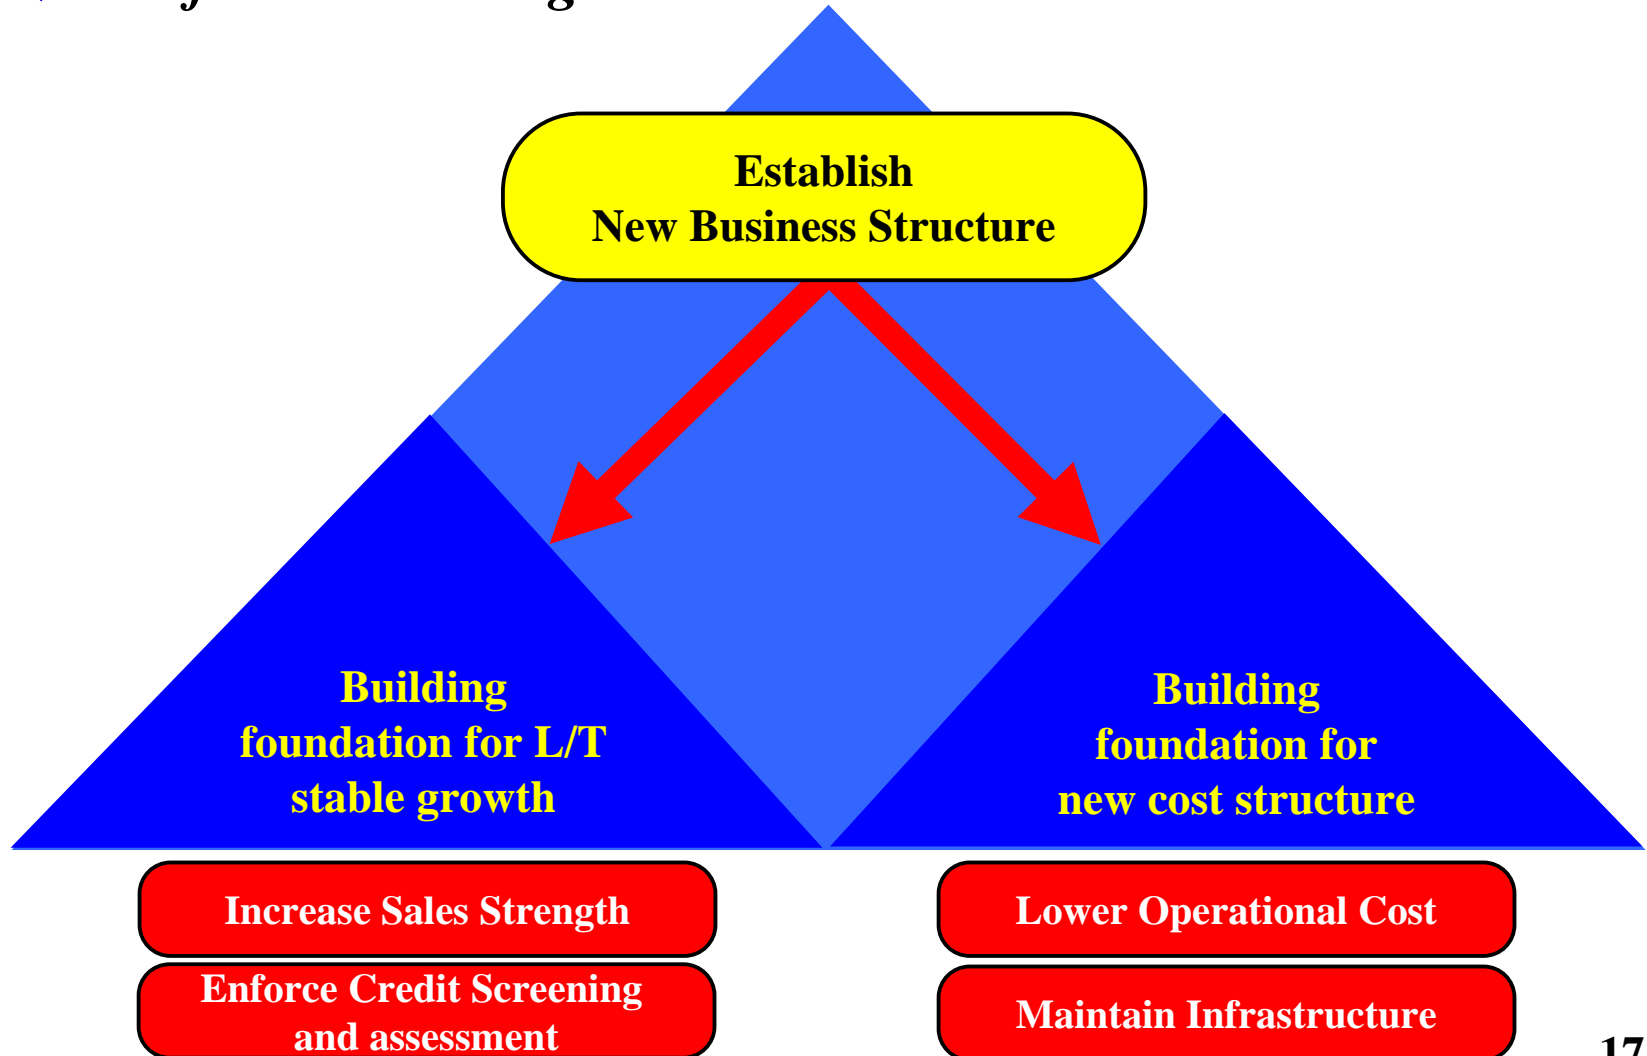 Establish
New Business Structure
Building
foundation for L/T
stable growth
Building
foundation for
new cost structure
Increase Sales Strength
Lower Operational Cost
Enforce Credit Screening
and assessment
Maintain Infrastructure
17